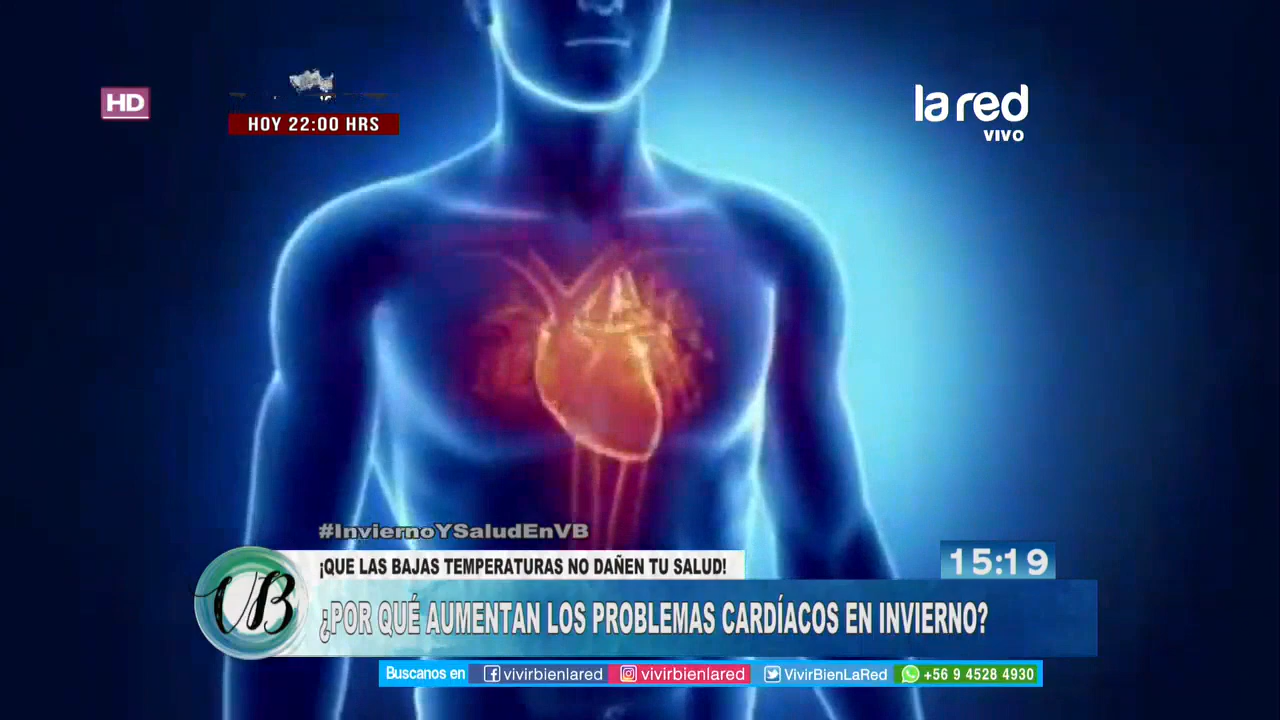 HD
HOY 22:00 HRS
la red
VIVO
#InviernoYSaludEnVB
¡QUE LAS BAJAS TEMPERATURAS NO DAÑEN TU SALUD!
15:19
VB
¿POR QUÉ AUMENTAN LOS PROBLEMAS CARDÍACOS EN INVIERNO?
Buscanos en vivirbienlared vivirbienlared VivirBienLaRed +56 9 4528 4930